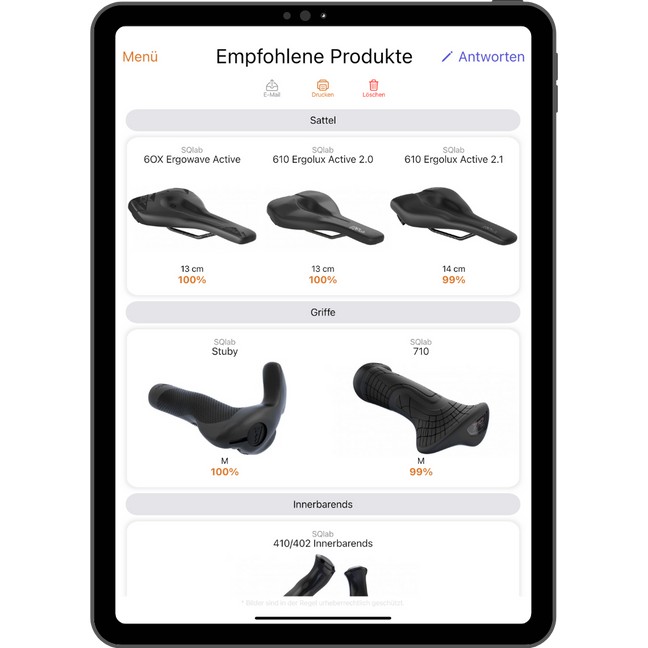 Menü
Empfohlene Produkte
Antworten
E-Mail
Drucken
Löschen
Sattel
SQlab
6OX Ergowave Active
13 cm
100%
SQlab
610 Ergolux Active 2.0
13 cm
100%
SQlab
610 Ergolux Active 2.1
14 cm
99%
Griffe
SQlab
Stuby
M
100%
SQlab
710
M
99%
Innerbarends
SQlab
410/402 Innerbarends
* Bilder sind in der Regel urheberrechtlich geschützt